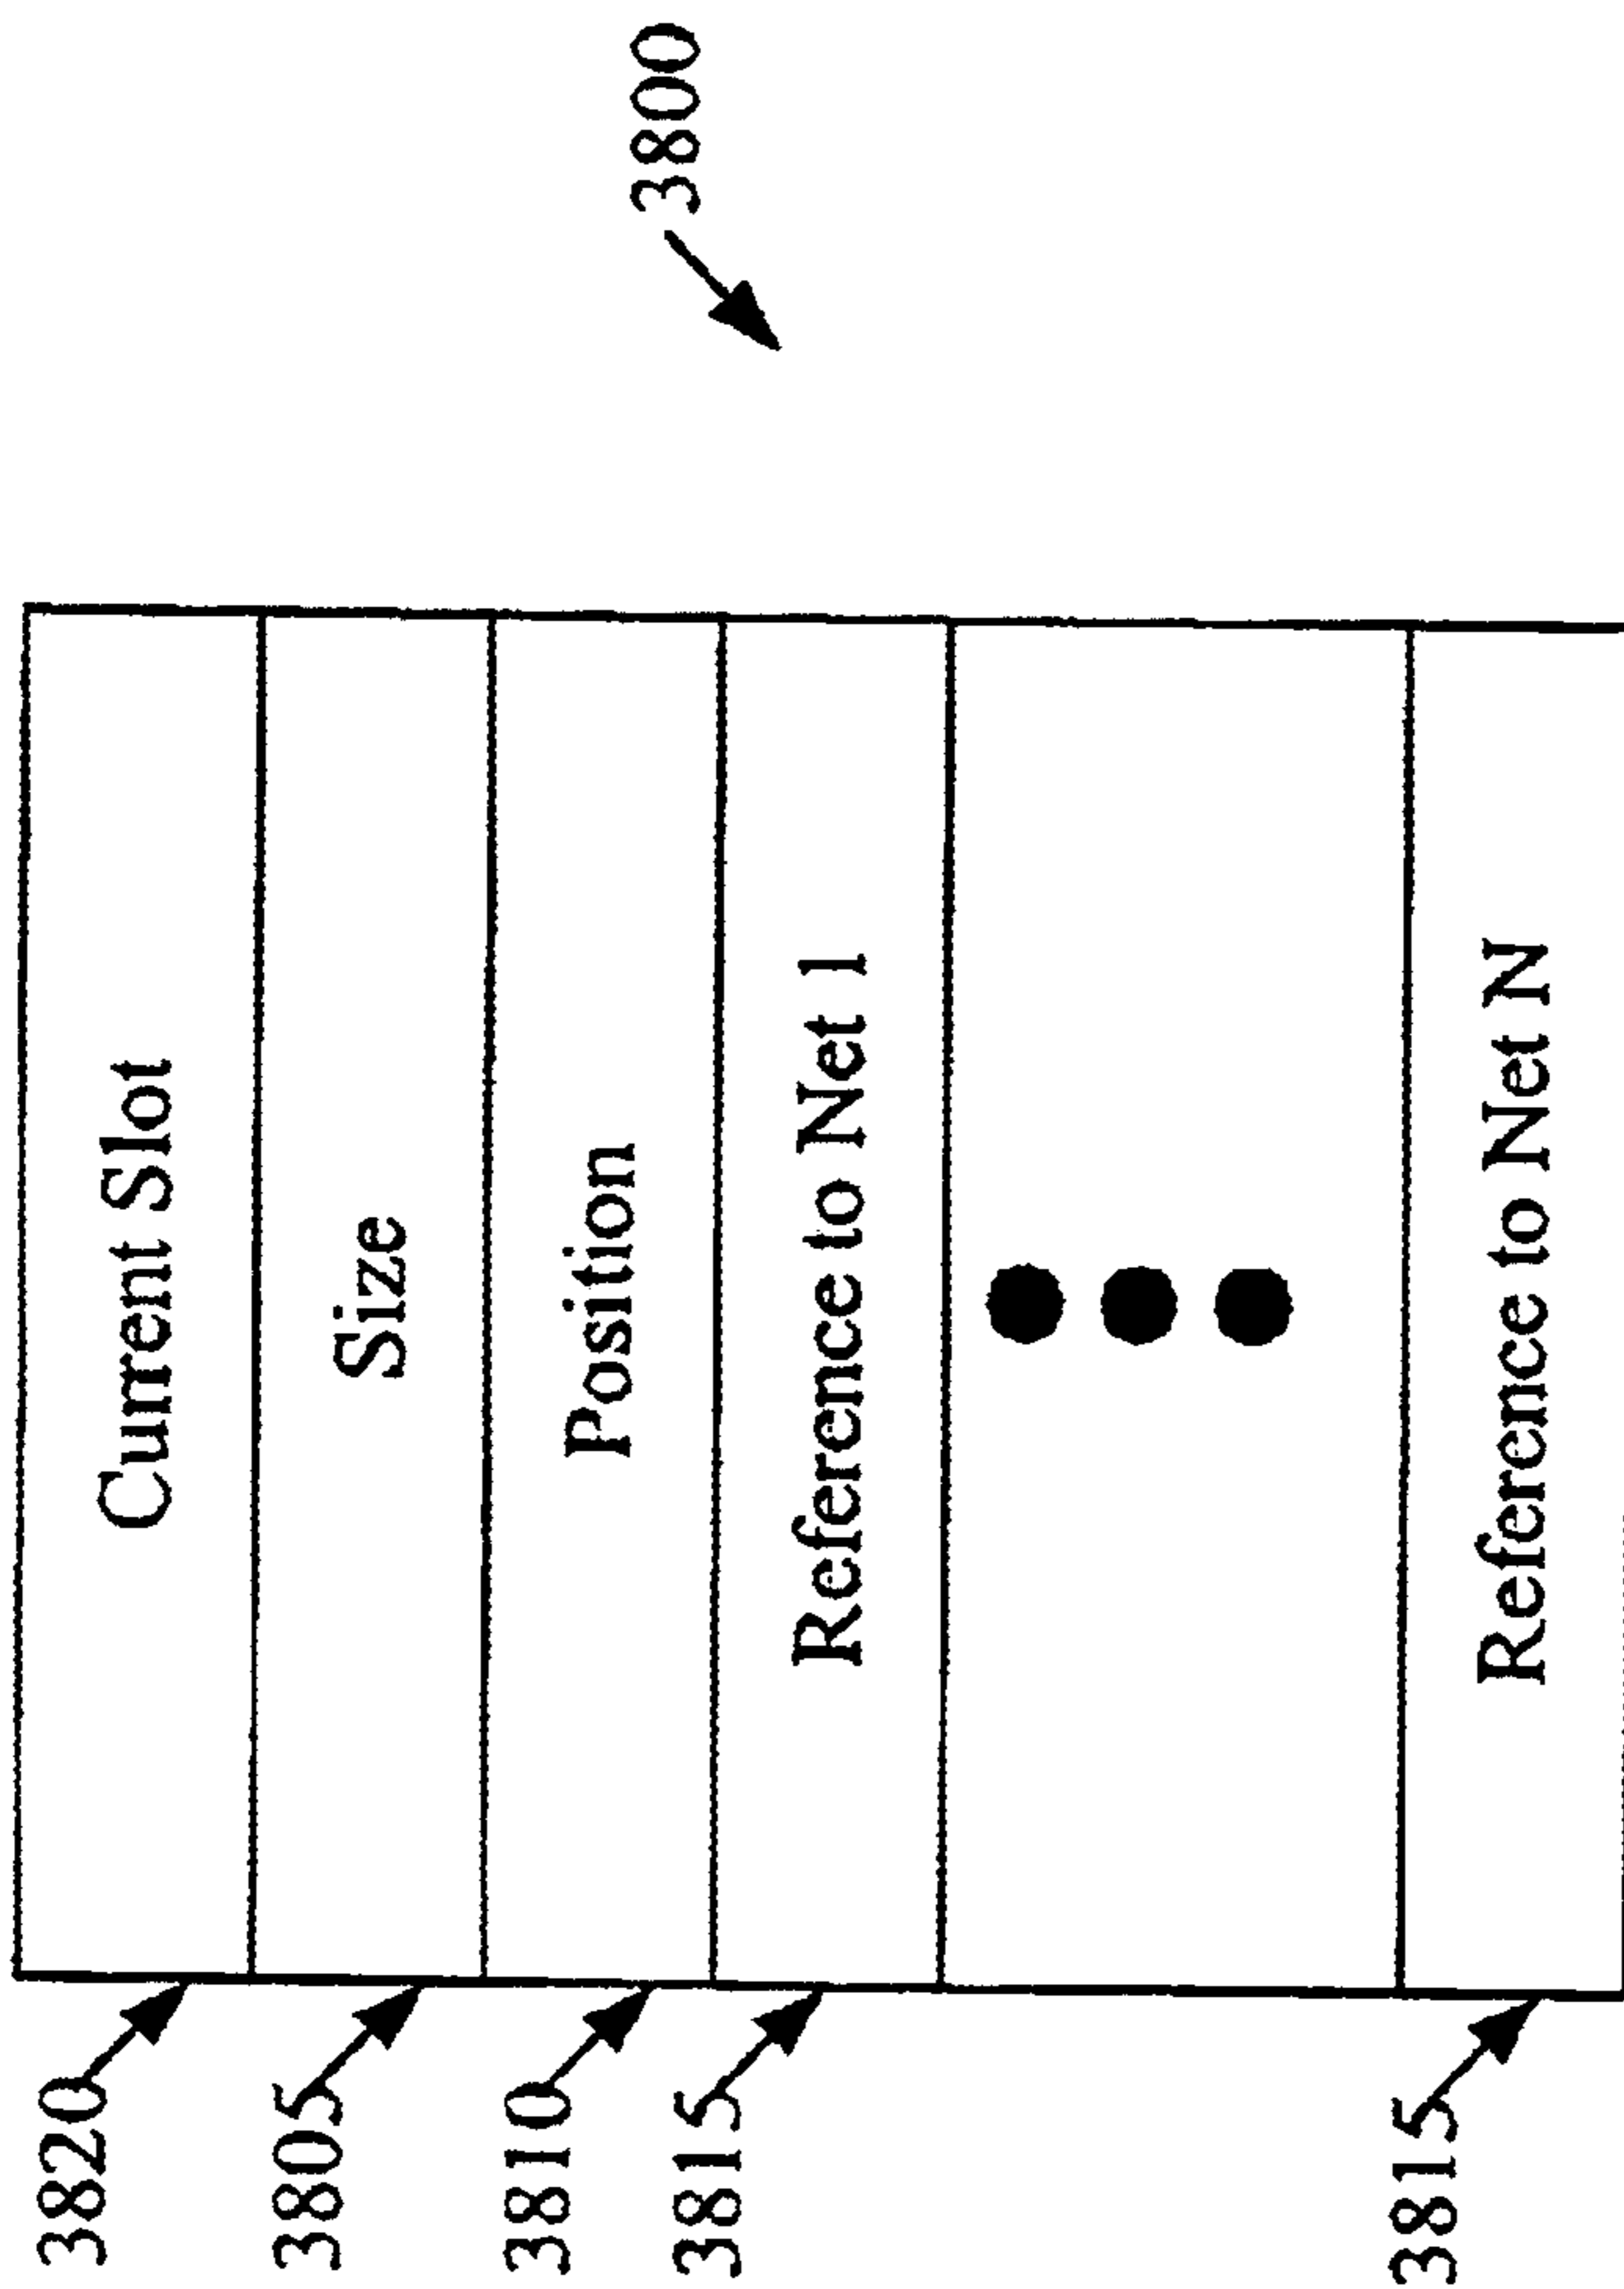 3800
3820
Current Slot
3805
Size
3810
Position
3815
Reference to Net 1
3815
Reference to Net N